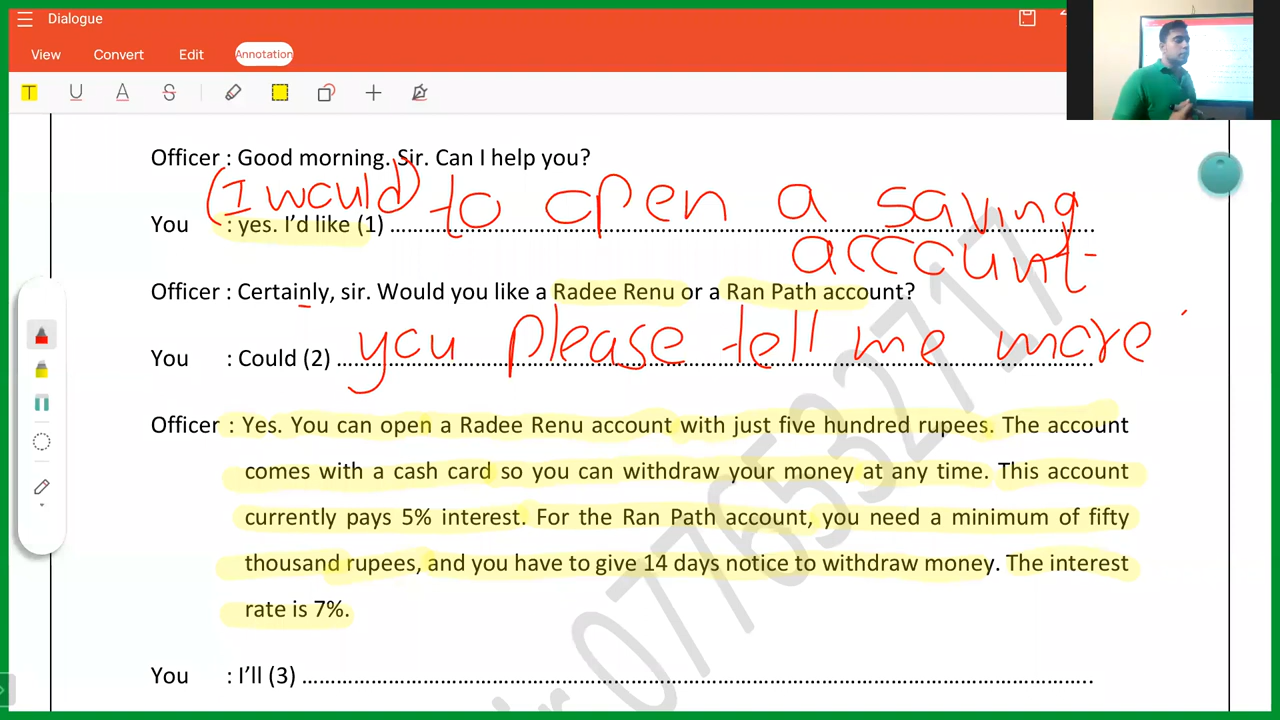 Dialogue
View Convert Edit Annotation
T U A S
Officer : Good morning. Sir. Can I help you?
(I would) to open a saving
You : yes. I'd like (1) ........................................................................
account
Officer : Certainly, sir. Would you like a Radee Renu or a Ran Path account?
you please tell me more
You : Could (2) ........................................................................
Officer : Yes. You can open a Radee Renu account with just five hundred rupees. The account
comes with a cash card so you can withdraw your money at any time. This account
currently pays 5% interest. For the Ran Path account, you need a minimum of fifty
thousand rupees, and you have to give 14 days notice to withdraw money. The interest
rate is 7%.
You : I'll (3) ........................................................................
ir 0776532717